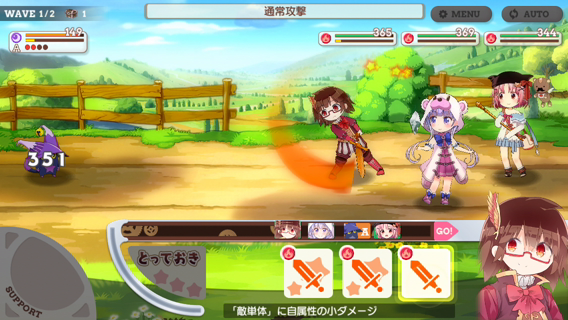 WAVE 1/2
1
通常攻撃
MENU
AUTO
149
A
365
369
344
351
A
GO!
とっておき
SUPPORT
「敵単体」に自属性の小ダメージ